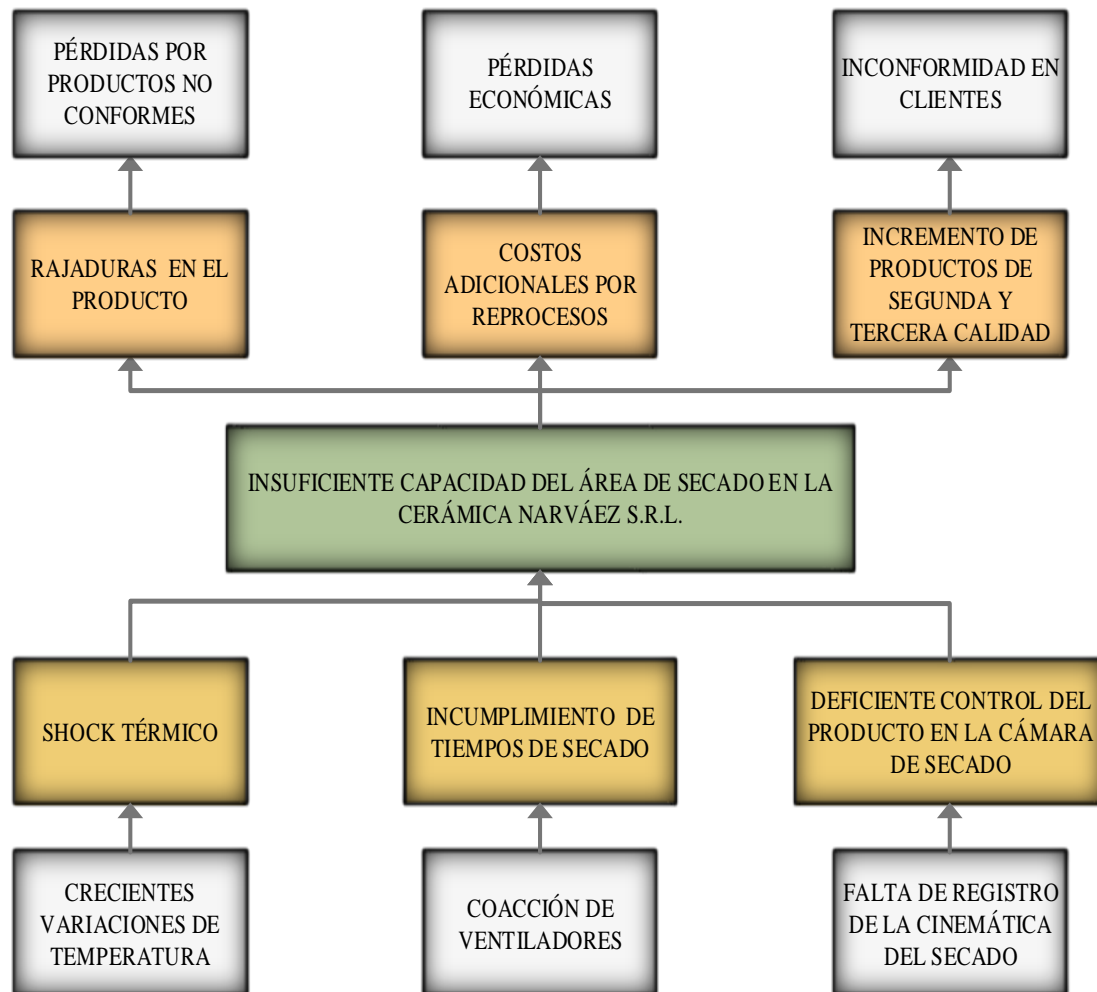 PÉRDIDAS POR
PRODUCTOS NO
CONFORMES
PÉRDIDAS
ECONÓMICAS
INCONFORMIDAD EN
CLIENTES
RAJADURAS EN EL
PRODUCTO
COSTOS
ADICIONALES POR
REPROCESOS
INCREMENTO DE
PRODUCTOS DE
SEGUNDA Y
TERCERA CALIDAD
INSUFICIENTE CAPACIDAD DEL ÁREA DE SECADO EN LA
CERÁMICA NARVÁEZ S.R.L.
SHOCK TÉRMICO
INCUMPLIMIENTO DE
TIEMPOS DE SECADO
DEFICIENTE CONTROL DEL
PRODUCTO EN LA CÁMARA
DE SECADO
CRECIENTES
VARIACIONES DE
TEMPERATURA
COACCIÓN DE
VENTILADORES
FALTA DE REGISTRO
DE LA CINEMÁTICA
DEL SECADO